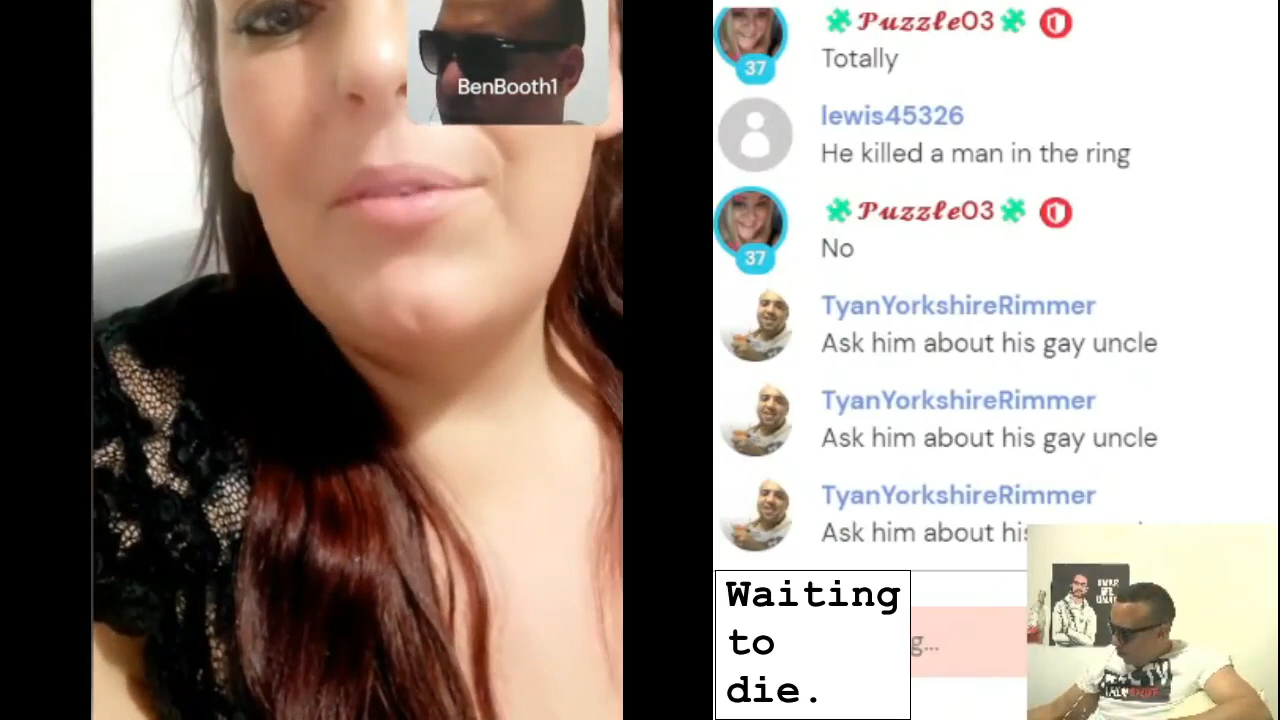 BenBooth1
Puzzle03
37
Totally
lewis45326
He killed a man in the ring
Puzzle03
37
No
TyanYorkshireRimmer
Ask him about his gay uncle
TyanYorkshireRimmer
Ask him about his gay uncle
TyanYorkshireRimmer
Ask him about his
Waiting
to
die.
g...